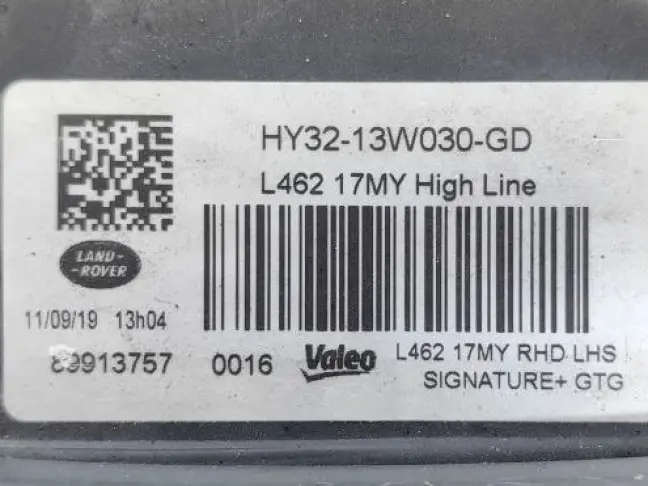 HY32-13W030-GD
L462 17MY High Line
LAND-
-ROVER
11/09/19 13h04
89913757 0016 Valeo L462 17MY RHD LHS
SIGNATURE+ GTG